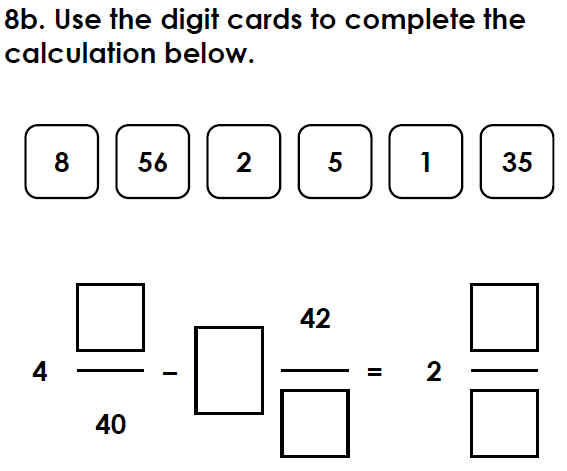 8b. Use the digit cards to complete the
calculation below.
8 56 2 5 1 35
42
4 – = 2
40